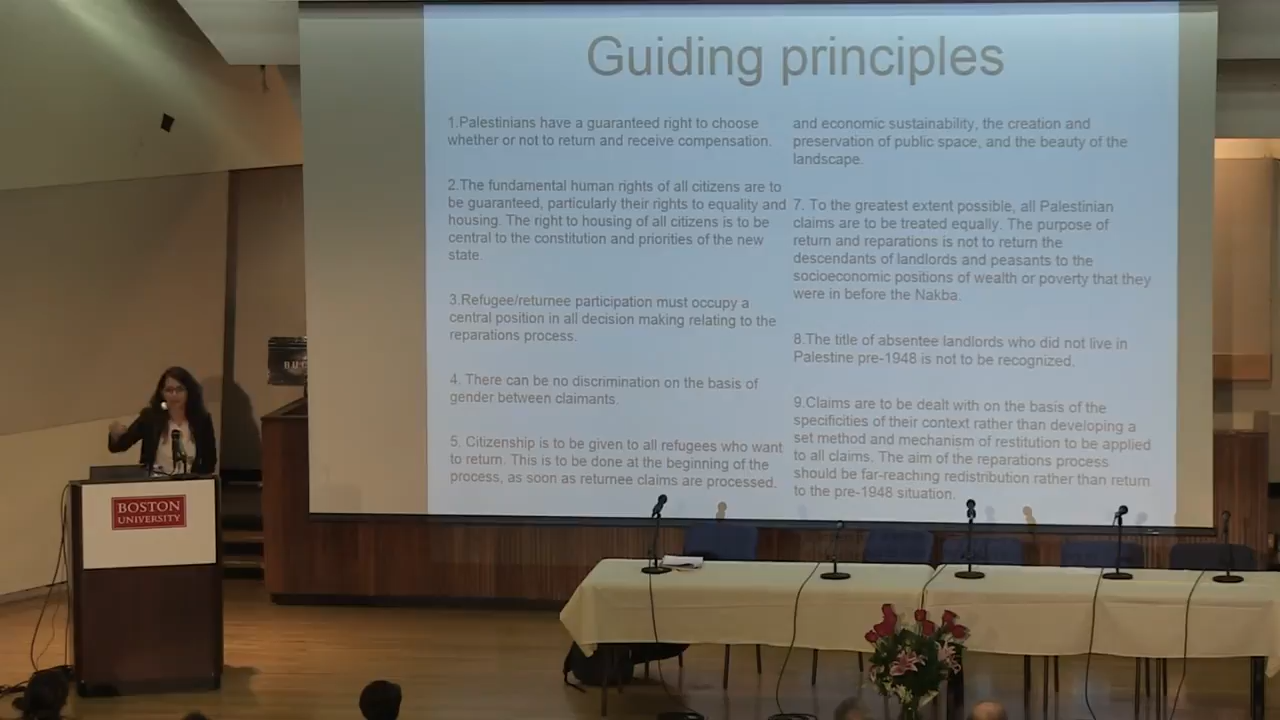 Guiding principles
1.Palestinians have a guaranteed right to choose
whether or not to return and receive compensation.
2.The fundamental human rights of all citizens are to
be guaranteed, particularly their rights to equality and
housing. The right to housing of all citizens is to be
central to the constitution and priorities of the new
state.
3.Refugee/returnee participation must occupy a
central position in all decision making relating to the
reparations process.
4. There can be no discrimination on the basis of
gender between claimants.
5. Citizenship is to be given to all refugees who want
to return. This is to be done at the beginning of the
process, as soon as returnee claims are processed.
and economic sustainability, the creation and
preservation of public space, and the beauty of the
landscape.
7. To the greatest extent possible, all Palestinian
claims are to be treated equally. The purpose of
return and reparations is not to return the
descendants of landlords and peasants to the
socioeconomic positions of wealth or poverty that they
were in before the Nakba.
8.The title of absentee landlords who did not live in
Palestine pre-1948 is not to be recognized.
9.Claims are to be dealt with on the basis of the
specificities of their context rather than developing a
set method and mechanism of restitution to be applied
to all claims. The aim of the reparations process
should be far-reaching redistribution rather than return
to the pre-1948 situation.
BOSTON
UNIVERSITY